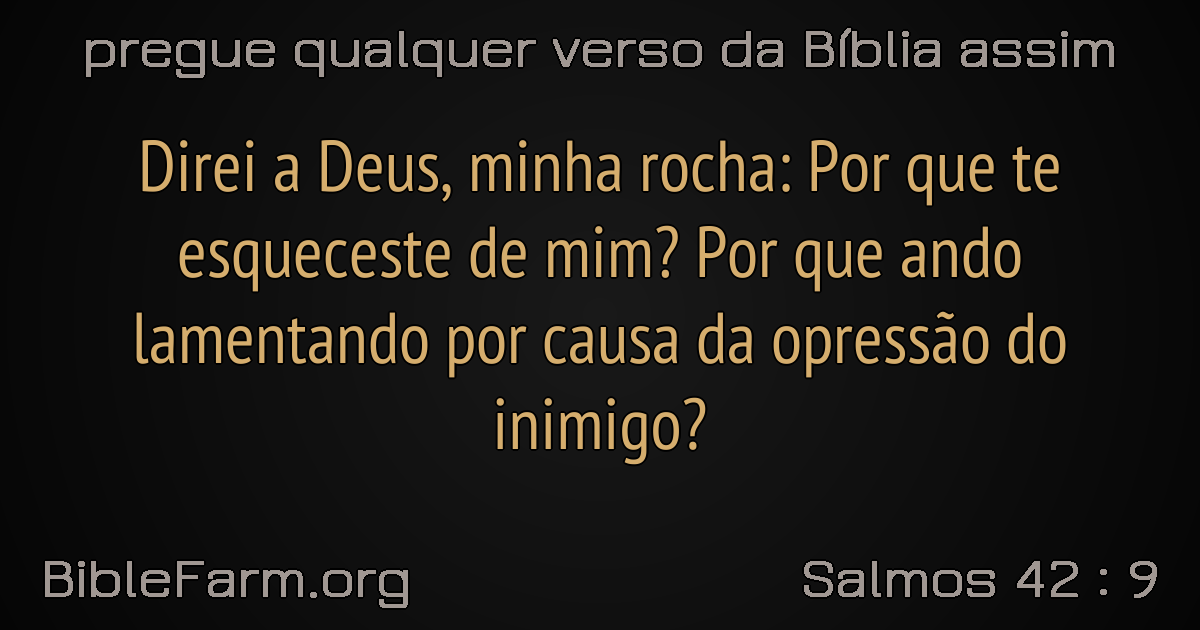 pregue qualquer verso da Bíblia assim
Direi a Deus, minha rocha: Por que te
esqueceste de mim? Por que ando
lamentando por causa da opressão do
inimigo?
BibleFarm.org
Salmos 42 : 9